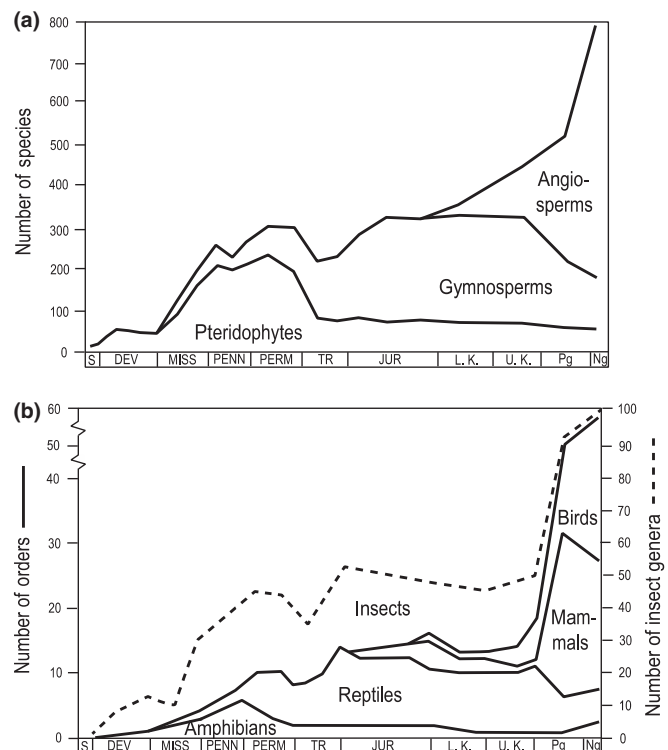 (a)
800
700
600
500
400
300
200
100
0
Number of species
Angio-
sperms
Gymnosperms
Pteridophytes
S DEV MISS PENN PERM TR JUR L. K. U. K. Pg Ng
(b)
60
50
40
30
20
10
0
Number of orders
100
90
80
70
60
50
40
30
20
10
0
Number of insect genera
Birds
Mam-
mals
Insects
Reptiles
Amphibians
S DEV MISS PENN PERM TR JUR L. K. U. K. Pg Ng